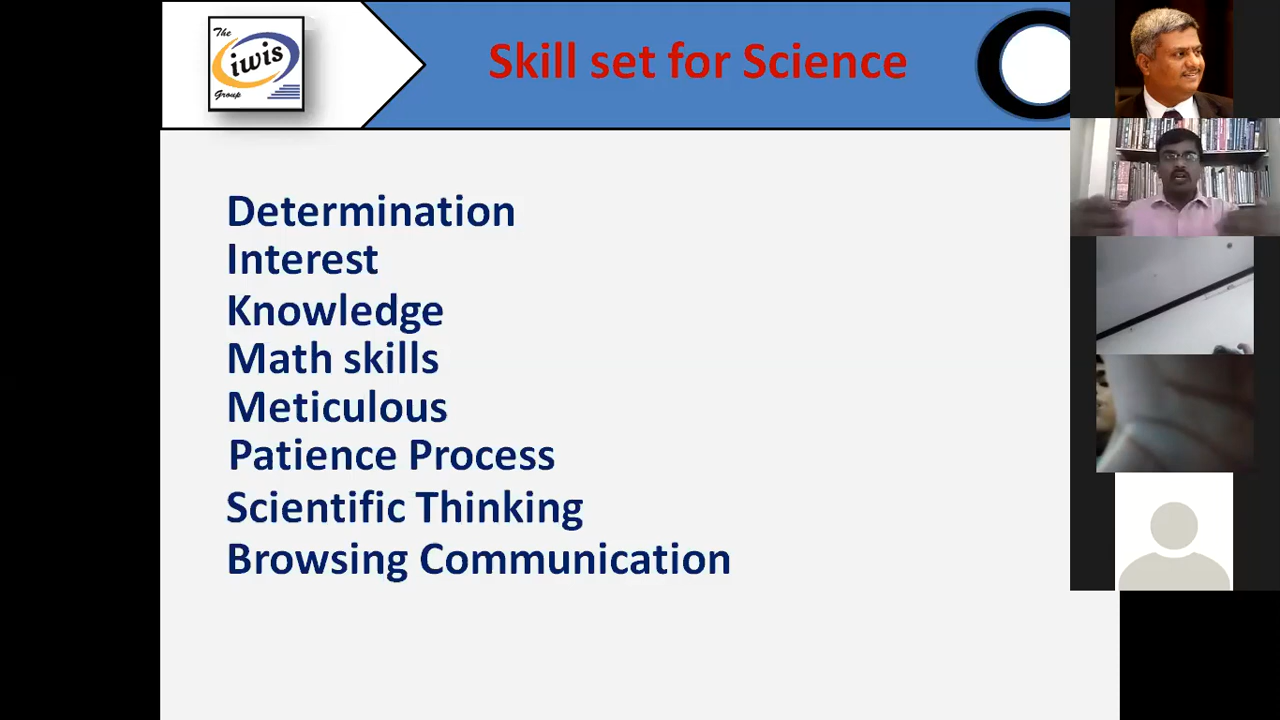 The
iwis
Group
Skill set for Science
Determination
Interest
Knowledge
Math skills
Meticulous
Patience Process
Scientific Thinking
Browsing Communication